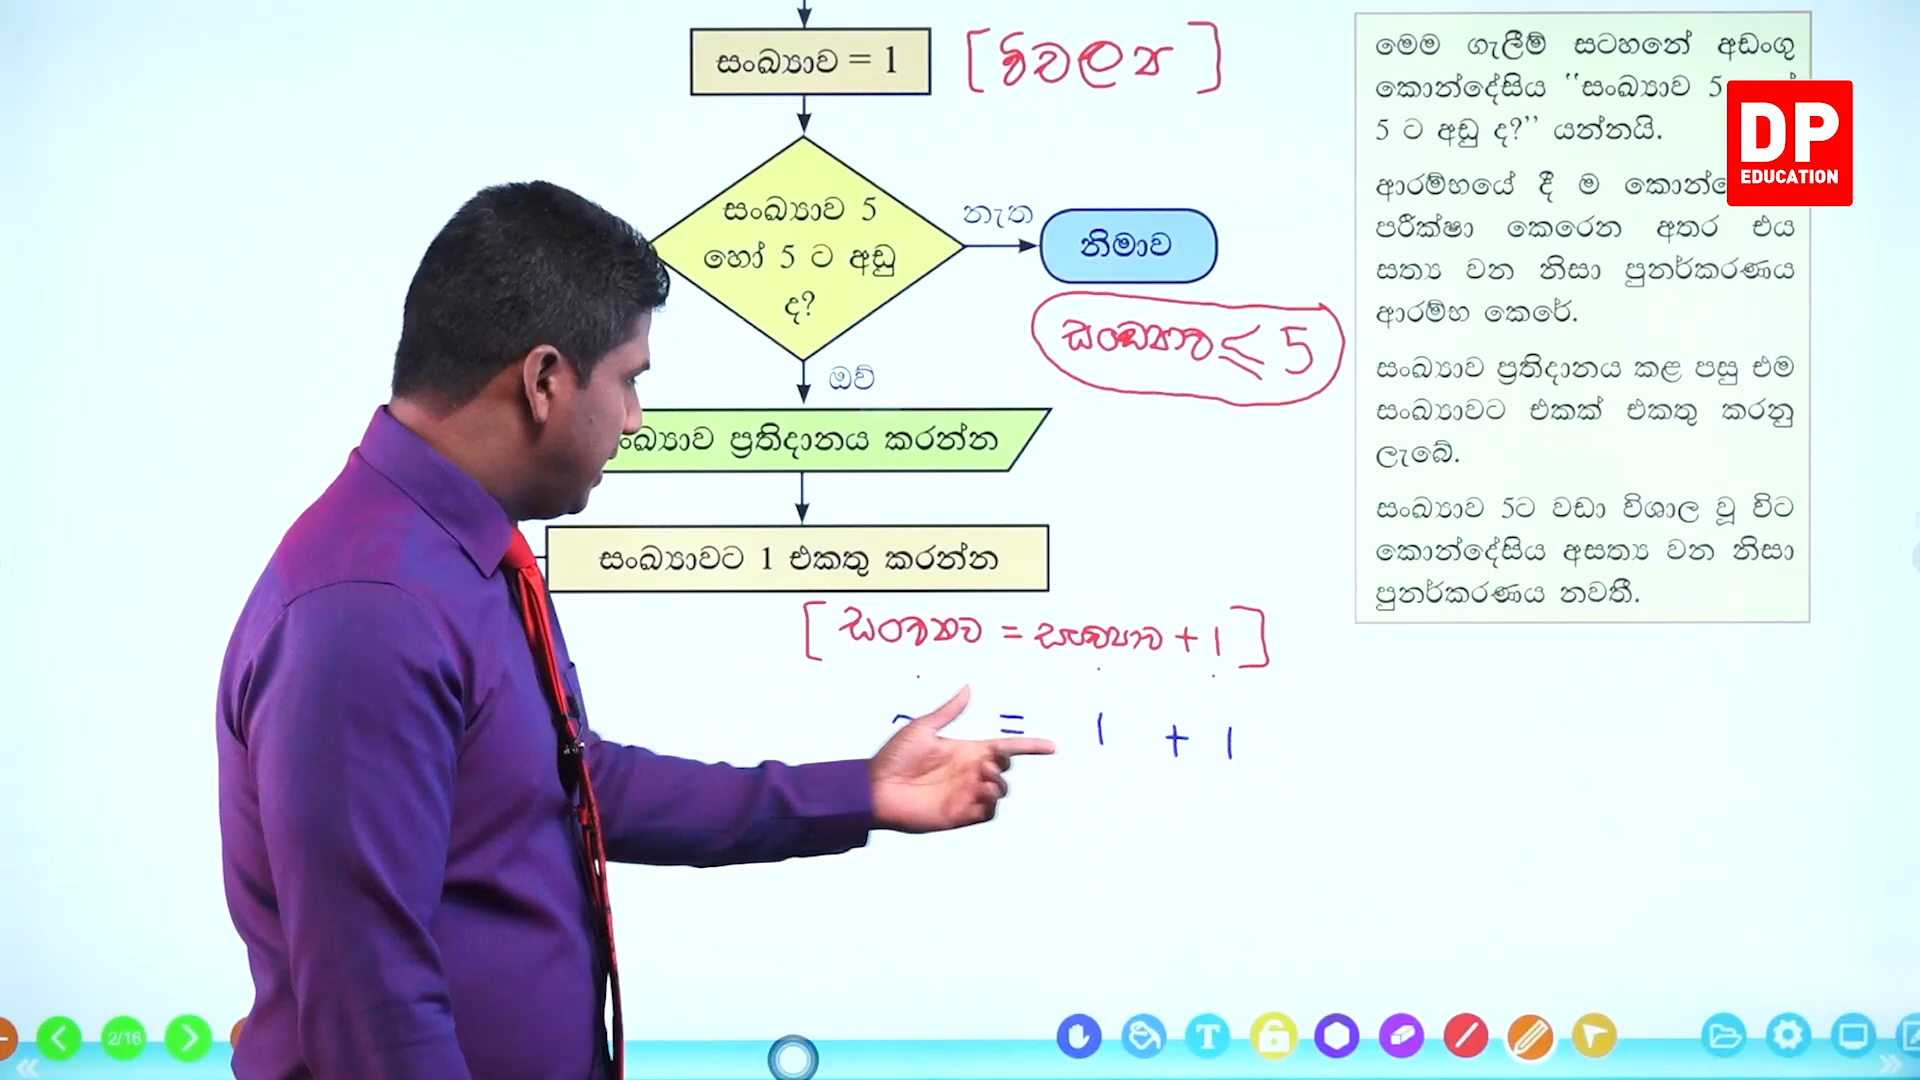 සංඛ්‍යාව = 1
[ විචල්‍ය ]
සංඛ්‍යාව 5
හෝ 5 ට අඩු
ද?
නැත
නිමාව
සංඛ්‍යාව ≤ 5
ඔව්
ප්‍රතිදානය කරන්න
සංඛ්‍යාවට 1 එකතු කරන්න
[ සංඛ්‍යාව = සංඛ්‍යාව + 1 ]
= 1 + 1
මෙම ගැලීම් සටහනේ අඩංගු
කොන්දේසිය “සංඛ්‍යාව 5
5 ට අඩු ද?” යන්නයි.
ආරම්භයේ දී ම
පරීක්ෂා කෙරෙන අතර එය
සත්‍ය වන නිසා පුනර්කරණය
ආරම්භ කෙරේ.
සංඛ්‍යාව ප්‍රතිදානය කළ පසු එම
සංඛ්‍යාවට එකක් එකතු කරනු
ලැබේ.
සංඛ්‍යාව 5ට වඩා විශාල වූ විට
කොන්දේසිය අසත්‍ය වන නිසා
පුනර්කරණය නවතී.
DP
EDUCATION
2/16
T